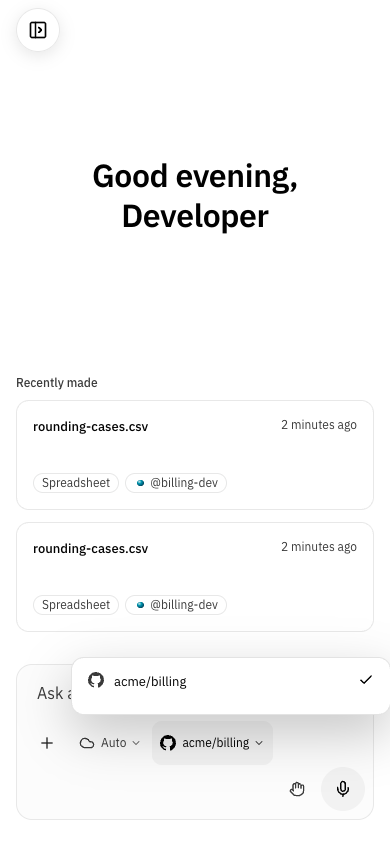 Good evening,
Developer
Recently made
rounding-cases.csv
2 minutes ago
Spreadsheet
@billing-dev
rounding-cases.csv
2 minutes ago
Spreadsheet
@billing-dev
acme/billing
Ask
Auto
acme/billing